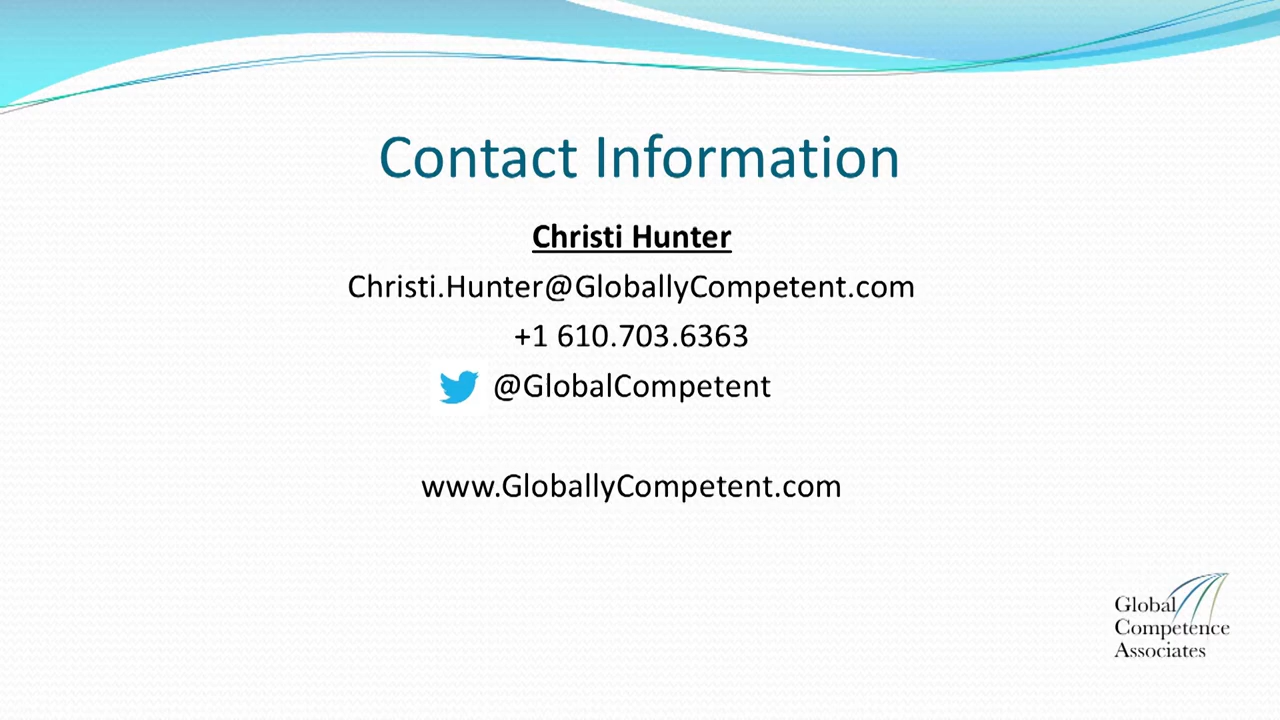 Contact Information
Christi Hunter
Christi.Hunter@GloballyCompetent.com
+1 610.703.6363
@GlobalCompetent
www.GloballyCompetent.com
Global
Competence
Associates